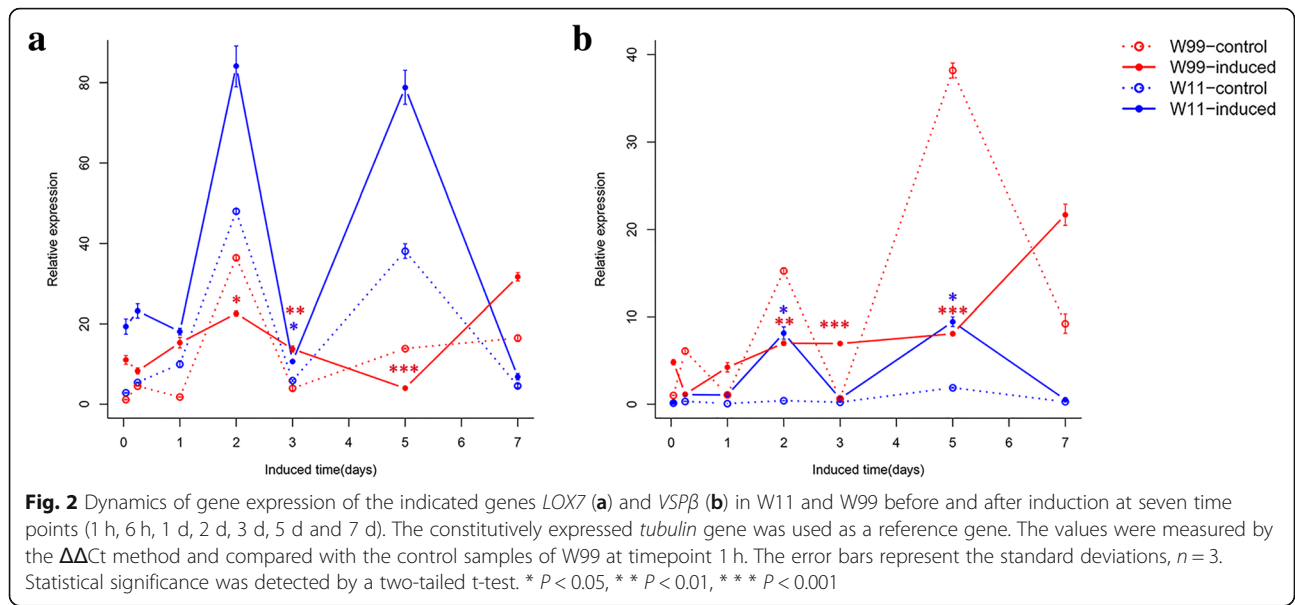 a
Relative expression
80
60
40
20
0
*
**
*
***
0 1 2 3 4 5 6 7
Induced time(days)
b
Relative expression
40
30
20
10
0
*
**
***
*
***
0 1 2 3 4 5 6 7
Induced time(days)
W99−control
W99−induced
W11−control
W11−induced
Fig. 2 Dynamics of gene expression of the indicated genes LOX7 (a) and VSPβ (b) in W11 and W99 before and after induction at seven time
points (1 h, 6 h, 1 d, 2 d, 3 d, 5 d and 7 d). The constitutively expressed tubulin gene was used as a reference gene. The values were measured by
the ΔΔCt method and compared with the control samples of W99 at timepoint 1 h. The error bars represent the standard deviations, n = 3.
Statistical significance was detected by a two-tailed t-test. * P < 0.05, * * P < 0.01, * * * P < 0.001